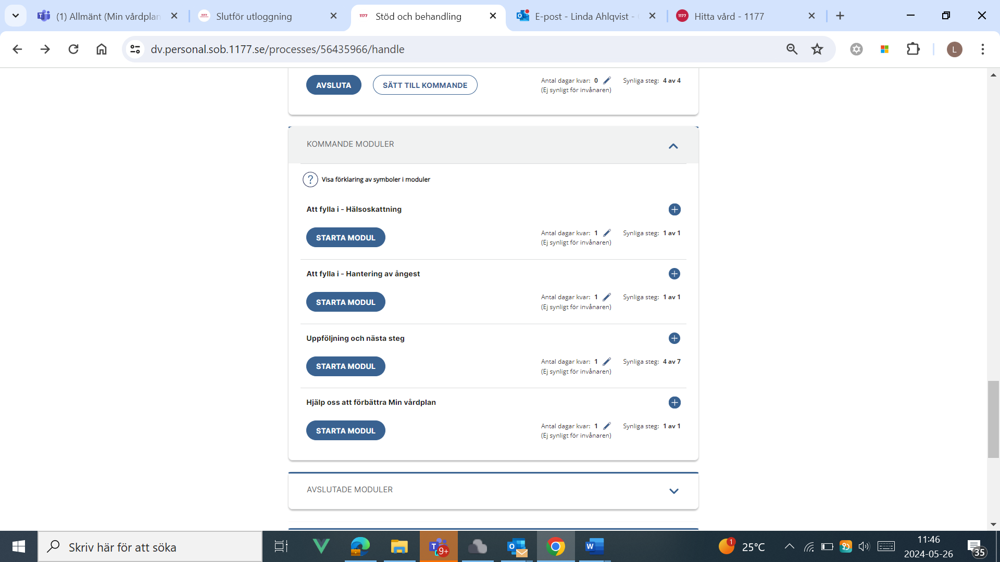 (1) Allmänt (Min vårdplan
Slutför utloggning
1177
Stöd och behandling
E-post - Linda Ahlqvist -
1177
Hitta vård - 1177
dv.personal.sob.1177.se/processes/56435966/handle
L
AVSLUTA
SÄTT TILL KOMMANDE
Antal dagar kvar: 0
Synliga steg: 4 av 4
(Ej synligt för invånaren)
KOMMANDE MODULER
? Visa förklaring av symboler i moduler
Att fylla i - Hälsoskattning
STARTA MODUL
Antal dagar kvar: 1
Synliga steg: 1 av 1
(Ej synligt för invånaren)
Att fylla i - Hantering av ångest
STARTA MODUL
Antal dagar kvar: 1
Synliga steg: 1 av 1
(Ej synligt för invånaren)
Uppföljning och nästa steg
STARTA MODUL
Antal dagar kvar: 1
Synliga steg: 4 av 7
(Ej synligt för invånaren)
Hjälp oss att förbättra Min vårdplan
STARTA MODUL
Antal dagar kvar: 1
Synliga steg: 1 av 1
(Ej synligt för invånaren)
AVSLUTADE MODULER
Skriv här för att söka
9+
1
25°C
11:46
2024-05-26
35